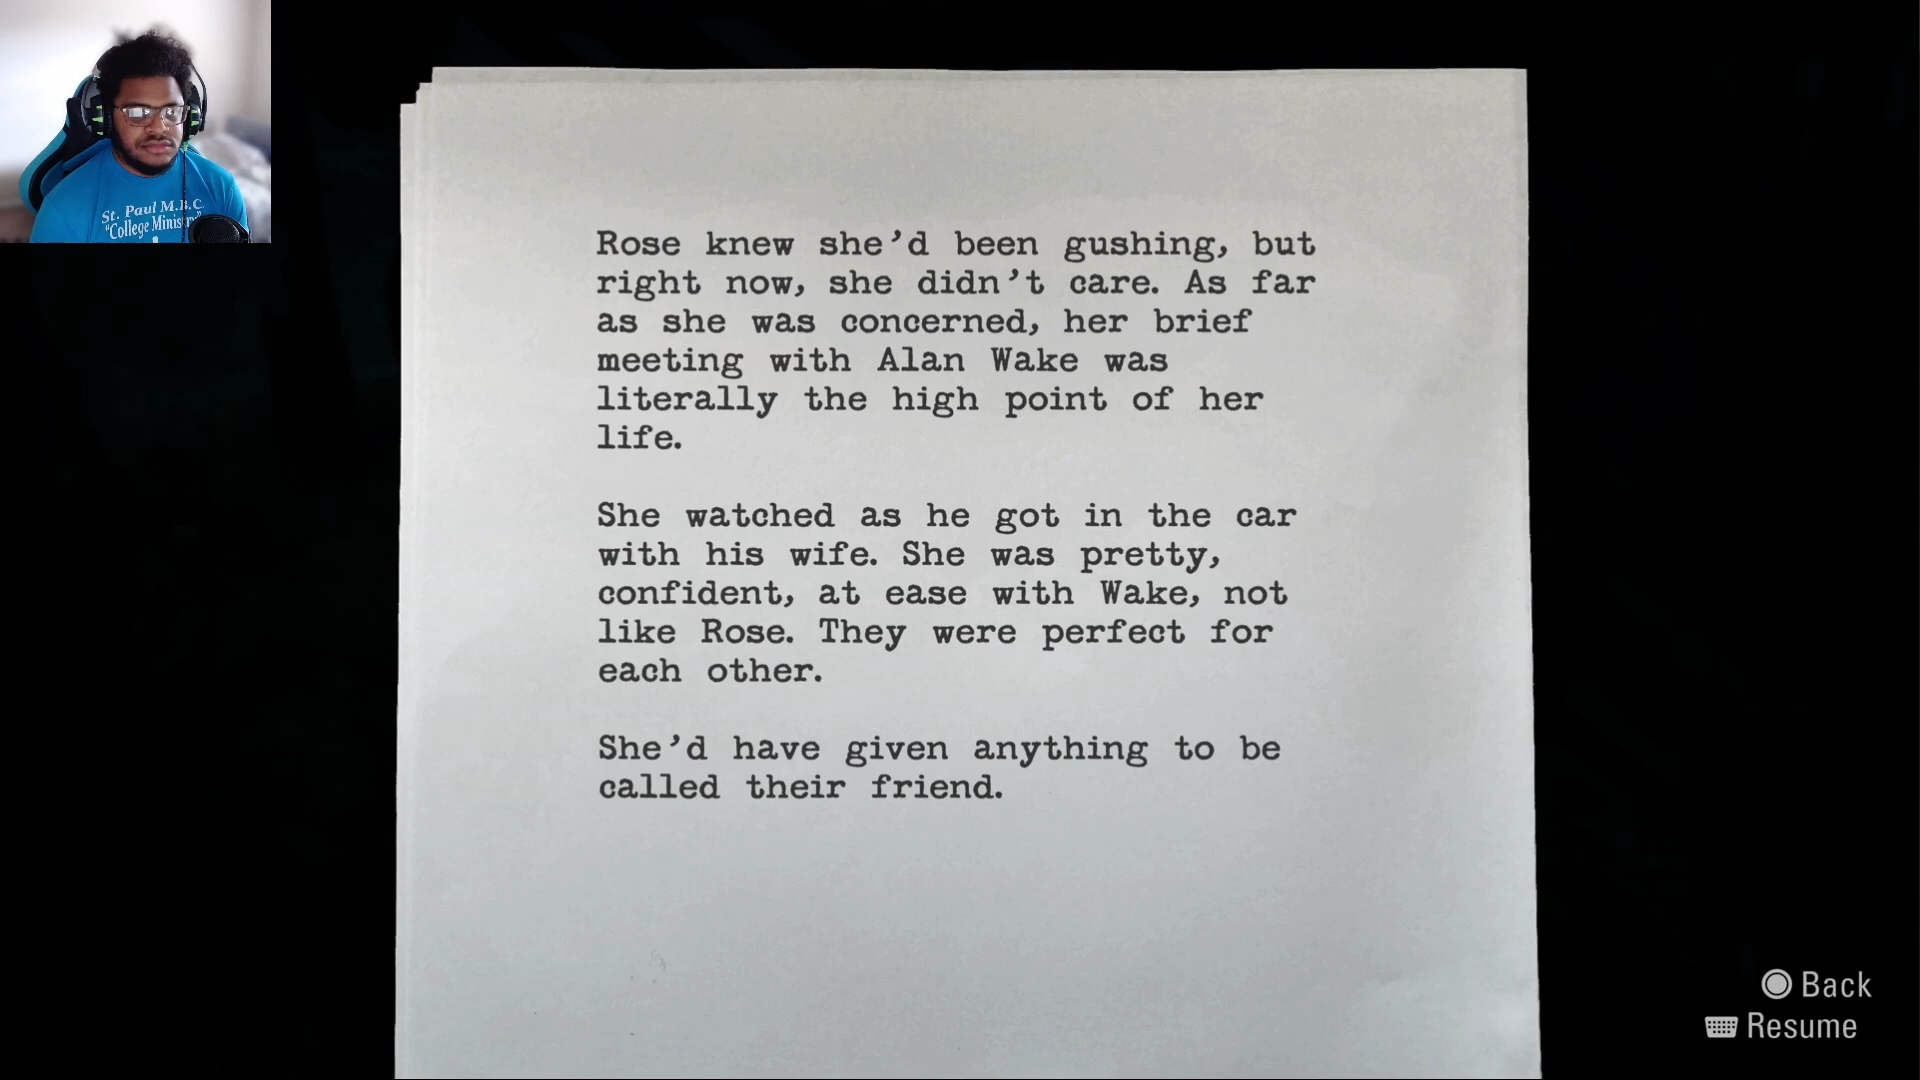 St. Paul M.B.C.
Rose knew she’d been gushing, but
right now, she didn’t care. As far
as she was concerned, her brief
meeting with Alan Wake was
literally the high point of her
life.
She watched as he got in the car
with his wife. She was pretty,
confident, at ease with Wake, not
like Rose. They were perfect for
each other.
She’d have given anything to be
called their friend.
Back
Resume